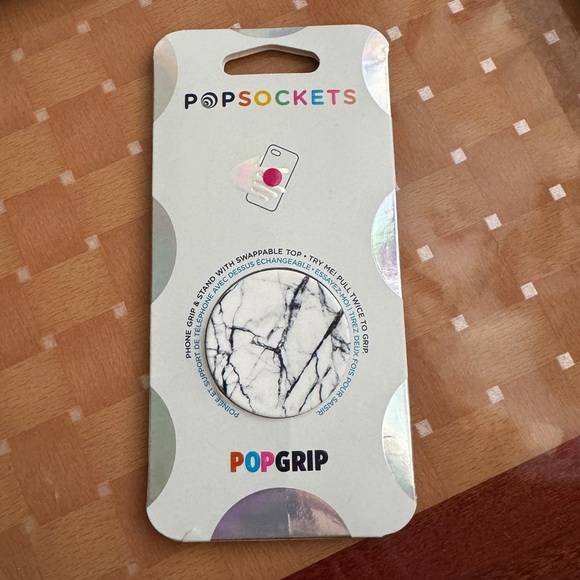 POPSOCKETS
PHONE GRIP & STAND WITH SWAPPABLE TOP • TRY ME! PULL TWICE TO GRIP.
POIGNÉE ET SUPPORT DE TÉLÉPHONE AVEC DESSUS ÉCHANGEABLE • ESSAYEZ-MOI! TIREZ DEUX FOIS POUR SAISIR.
POPGRIP